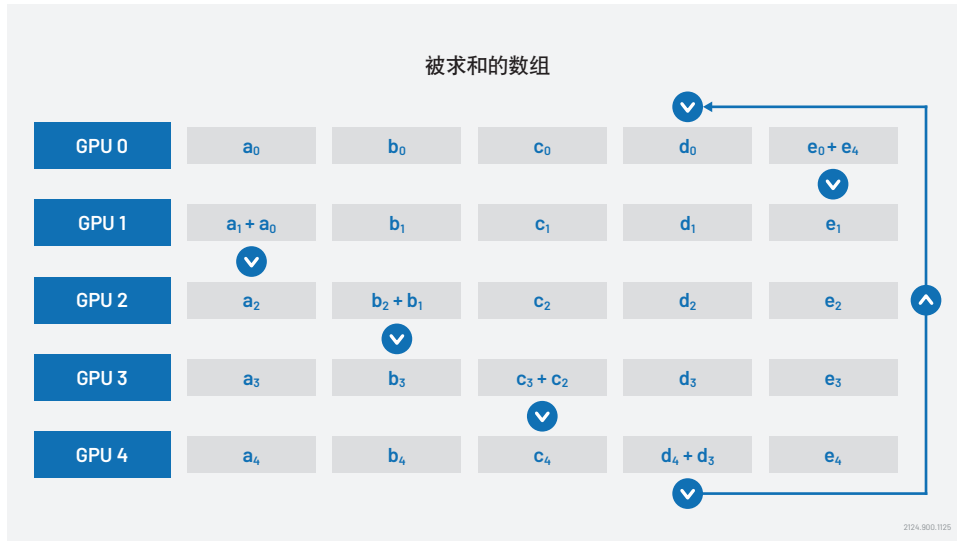 被求和的数组
GPU 0 a₀ b₀ c₀ d₀ e₀ + e₄
GPU 1 a₁ + a₀ b₁ c₁ d₁ e₁
GPU 2 a₂ b₂ + b₁ c₂ d₂ e₂
GPU 3 a₃ b₃ c₃ + c₂ d₃ e₃
GPU 4 a₄ b₄ c₄ d₄ + d₃ e₄
2124.900.1125